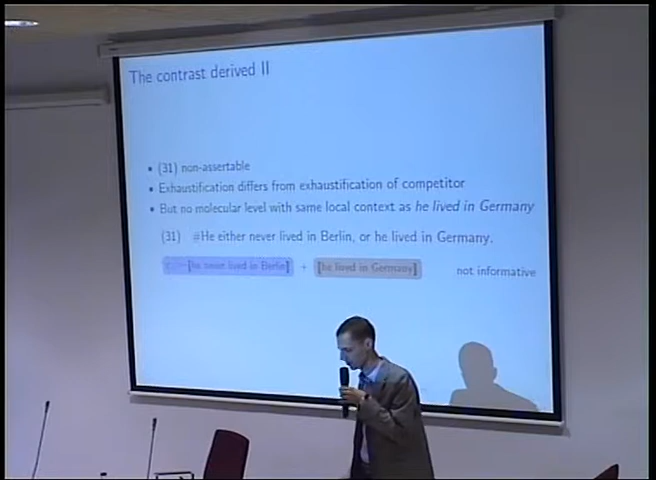 The contrast derived II
• (31) non-assertable
• Exhaustification differs from exhaustification of competitor
• But no molecular level with same local context as he lived in Germany
(31) #He either never lived in Berlin, or he lived in Germany.
[he never lived in Berlin] + [he lived in Germany] not informative